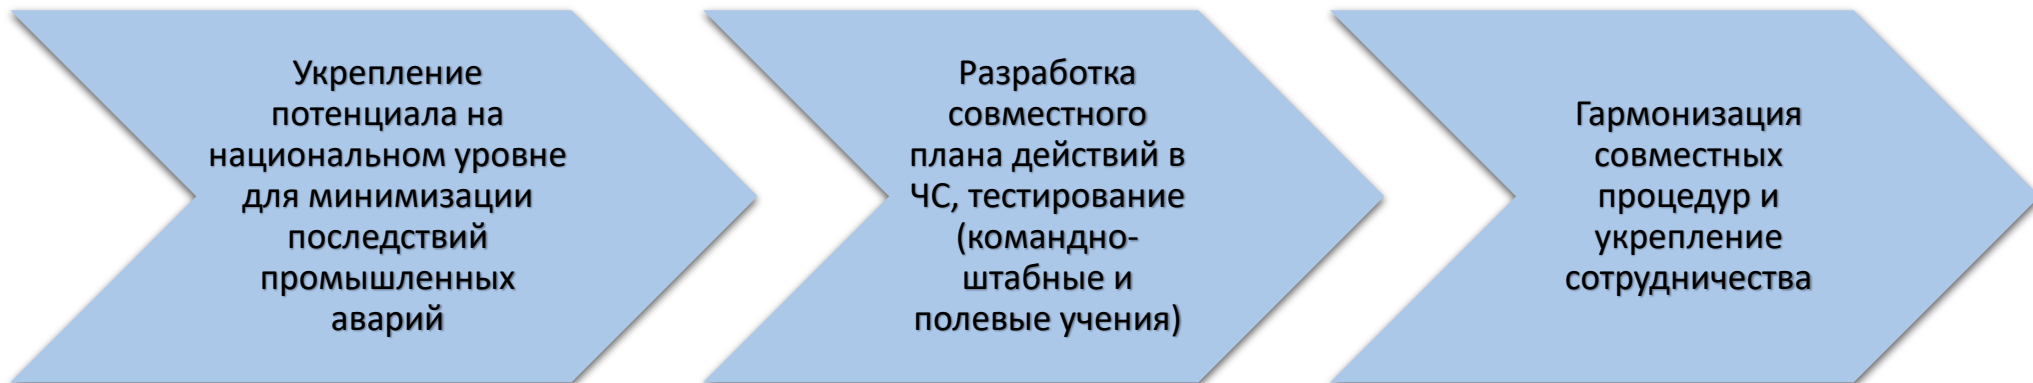 Укрепление
потенциала на
национальном уровне
для минимизации
последствий
промышленных
аварий
Разработка
совместного
плана действий в
ЧС, тестирование
(командно-
штабные и
полевые учения)
Гармонизация
совместных
процедур и
укрепление
сотрудничества